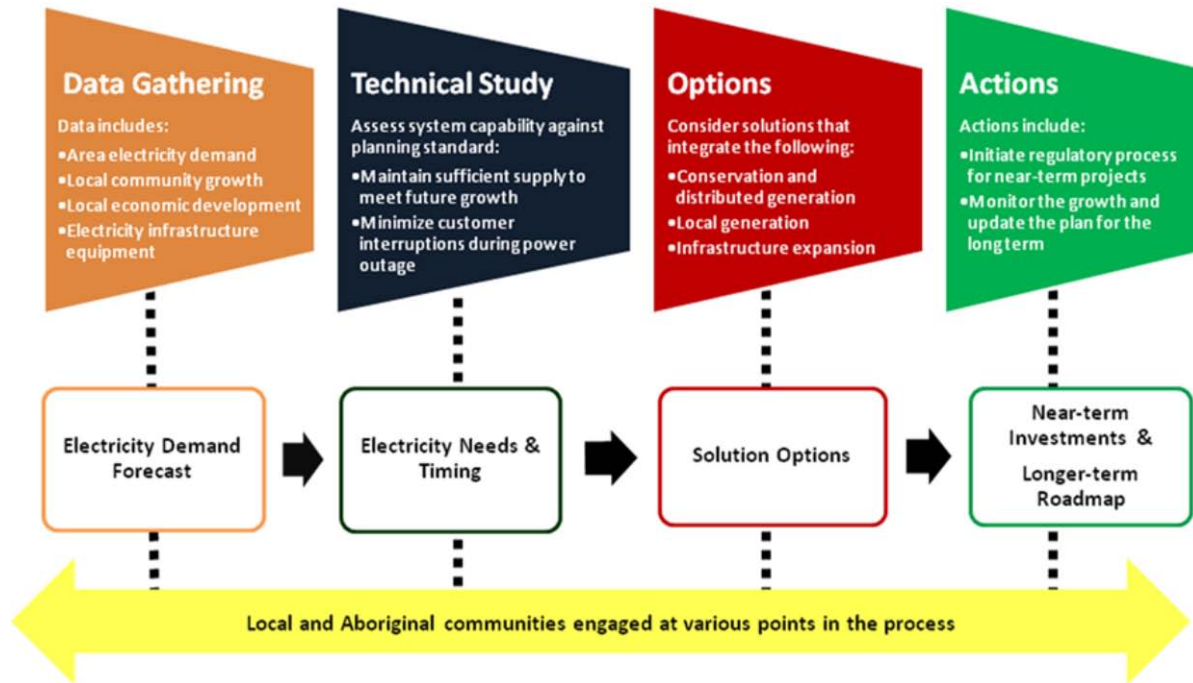 Data Gathering
Data includes:
•Area electricity demand
•Local community growth
•Local economic development
•Electricity infrastructure
equipment
Technical Study
Assess system capability against
planning standard:
•Maintain sufficient supply to
meet future growth
•Minimize customer
interruptions during power
outage
Options
Consider solutions that
integrate the following:
•Conservation and
distributed generation
•Local generation
•Infrastructure expansion
Actions
Actions include:
•Initiate regulatory process
for near-term projects
•Monitor the growth and
update the plan for the
long term
Electricity Demand
Forecast
Electricity Needs &
Timing
Solution Options
Near-term
Investments &
Longer-term
Roadmap
Local and Aboriginal communities engaged at various points in the process